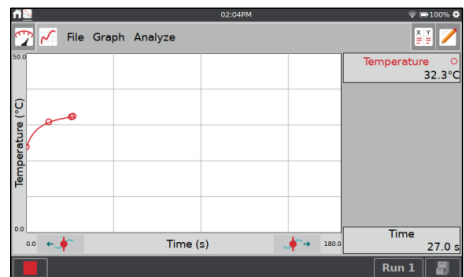 02:04PM
100%
File Graph Analyze
X Y
50.0
Temperature
32.3°C
Temperature (°C)
0.0
0.0
Time (s)
180.0
Time
27.0 s
Run 1